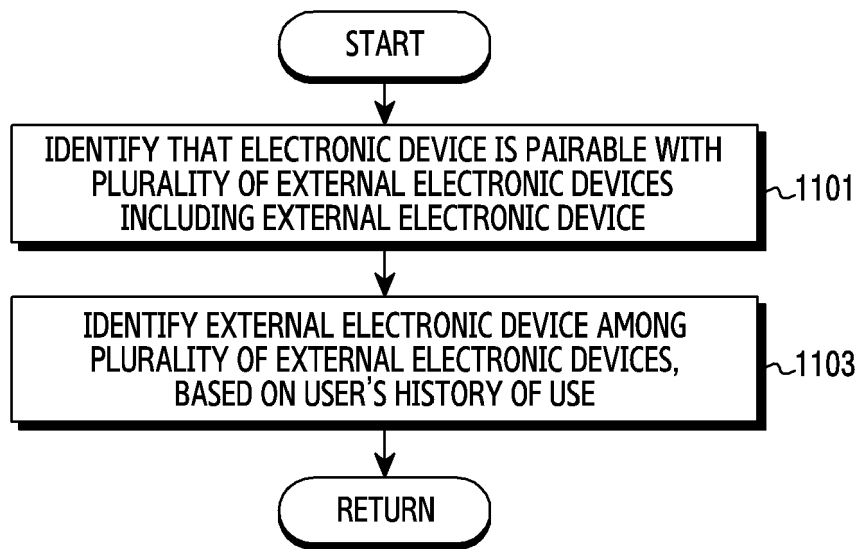 START
IDENTIFY THAT ELECTRONIC DEVICE IS PAIRABLE WITH
PLURALITY OF EXTERNAL ELECTRONIC DEVICES
INCLUDING EXTERNAL ELECTRONIC DEVICE
1101
IDENTIFY EXTERNAL ELECTRONIC DEVICE AMONG
PLURALITY OF EXTERNAL ELECTRONIC DEVICES,
BASED ON USER'S HISTORY OF USE
1103
RETURN